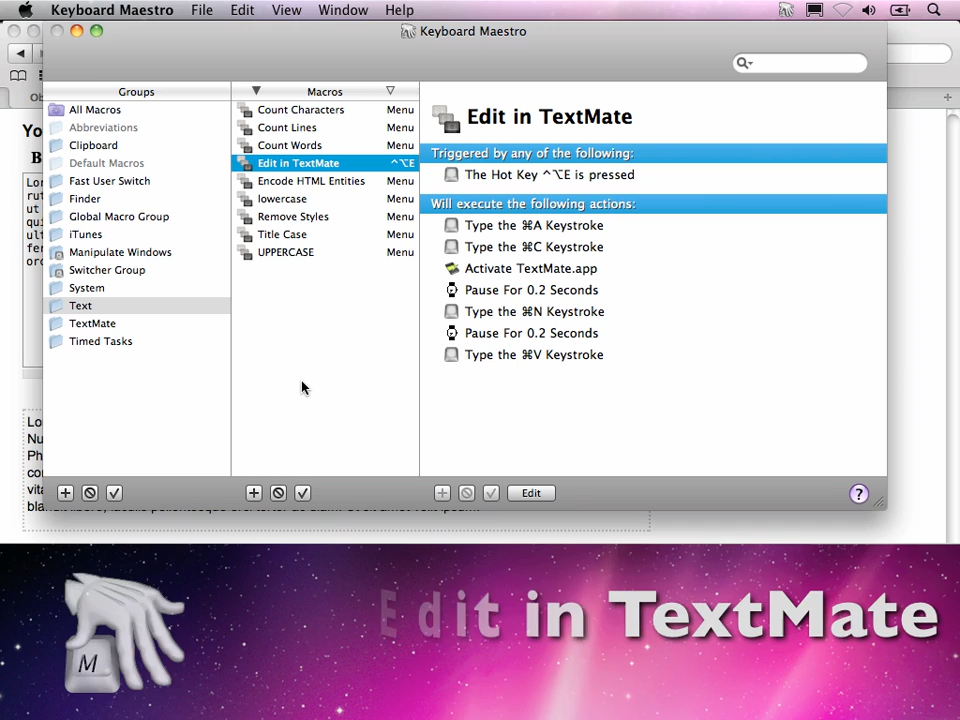 Keyboard Maestro File Edit View Window Help
Keyboard Maestro
Groups
All Macros
Abbreviations
Clipboard
Default Macros
Fast User Switch
Finder
Global Macro Group
iTunes
Manipulate Windows
Switcher Group
System
Text
TextMate
Timed Tasks
Macros
Count Characters Menu
Count Lines Menu
Count Words Menu
Edit in TextMate ^⌥E
Encode HTML Entities Menu
lowercase Menu
Remove Styles Menu
Title Case Menu
UPPERCASE Menu
Edit in TextMate
Triggered by any of the following:
The Hot Key ^⌥E is pressed
Will execute the following actions:
Type the ⌘A Keystroke
Type the ⌘C Keystroke
Activate TextMate.app
Pause For 0.2 Seconds
Type the ⌘N Keystroke
Pause For 0.2 Seconds
Type the ⌘V Keystroke
Edit
?
M
Edit in TextMate